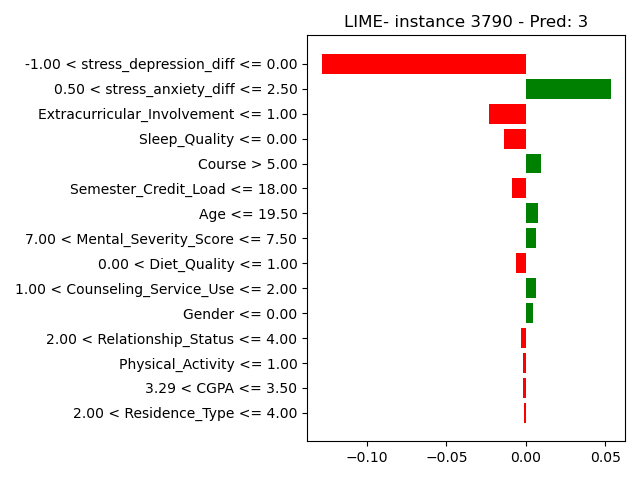 LIME- instance 3790 - Pred: 3
-1.00 < stress_depression_diff <= 0.00
0.50 < stress_anxiety_diff <= 2.50
Extracurricular_Involvement <= 1.00
Sleep_Quality <= 0.00
Course > 5.00
Semester_Credit_Load <= 18.00
Age <= 19.50
7.00 < Mental_Severity_Score <= 7.50
0.00 < Diet_Quality <= 1.00
1.00 < Counseling_Service_Use <= 2.00
Gender <= 0.00
2.00 < Relationship_Status <= 4.00
Physical_Activity <= 1.00
3.29 < CGPA <= 3.50
2.00 < Residence_Type <= 4.00
−0.10 −0.05 0.00 0.05